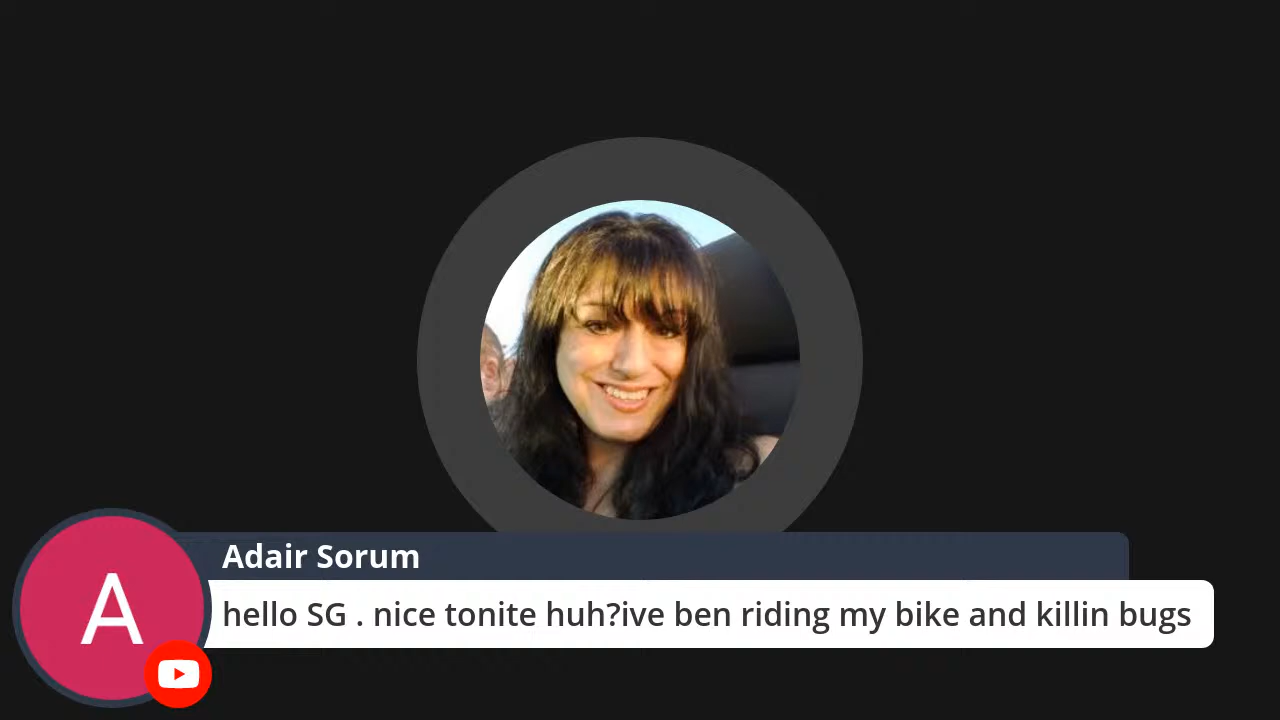 Adair Sorum
A
hello SG . nice tonite huh?ive ben riding my bike and killin bugs